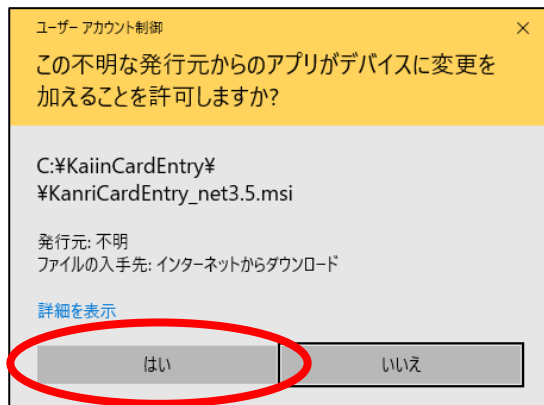 ユーザー アカウント制御
この不明な発行元からのアプリがデバイスに変更を
加えることを許可しますか?
C:¥KaiinCardEntry¥
¥KanriCardEntry_net3.5.msi
発行元: 不明
ファイルの入手先: インターネットからダウンロード
詳細を表示
はい
いいえ